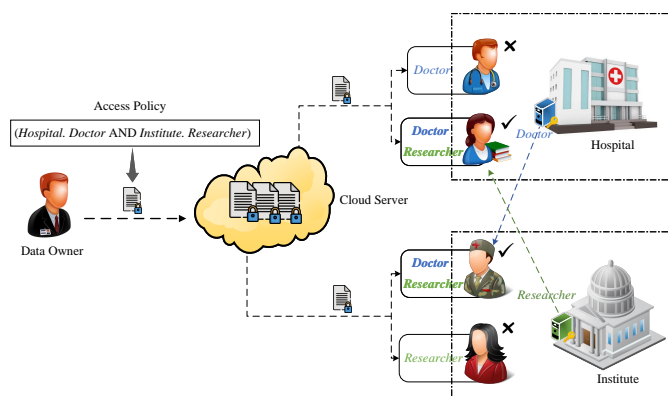 Access Policy
(Hospital. Doctor AND Institute. Researcher)
Data Owner
Cloud Server
Doctor
Doctor
Researcher
Doctor
Hospital
Doctor
Researcher
Researcher
Researcher
Institute